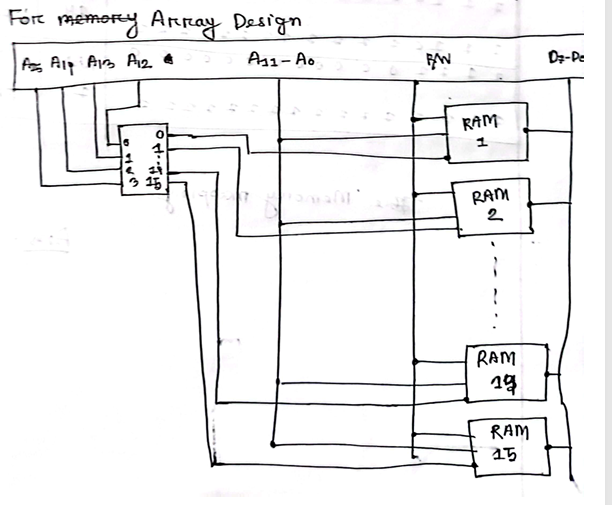 For memory Array Design
A15 A14 A13 A12 A11-A0 R/W D7-D0
RAM
1
0 0
1 1
2 14
3 15
RAM
2
RAM
14
RAM
15